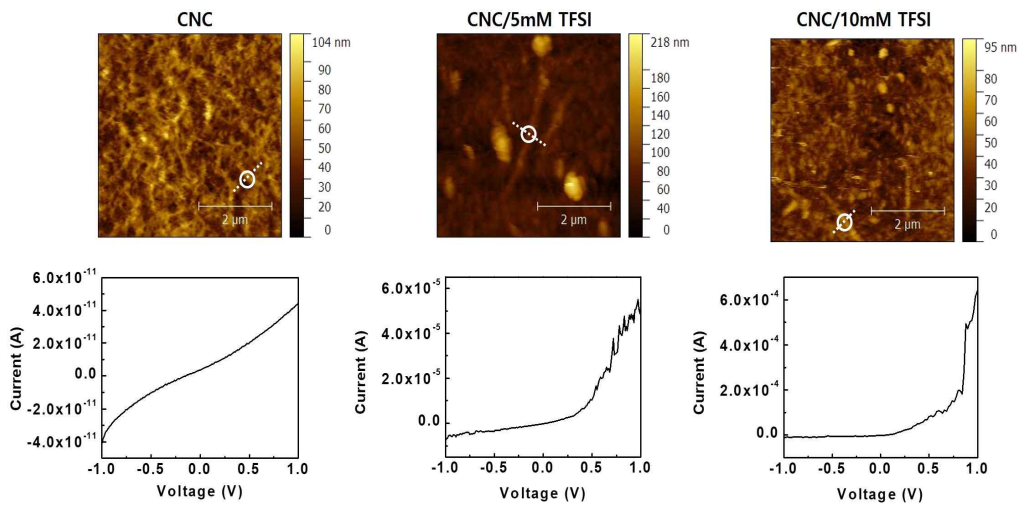 CNC
CNC/5mM TFSI
CNC/10mM TFSI
104 nm
90
80
70
60
50
40
30
20
10
0
2 µm
218 nm
180
160
140
120
100
80
60
40
20
0
2 µm
95 nm
80
70
60
50
40
30
20
10
0
2 µm
Current (A)
6.0x10-11
4.0x10-11
2.0x10-11
0.0
-2.0x10-11
-4.0x10-11
-1.0 -0.5 0.0 0.5 1.0
Voltage (V)
Current (A)
6.0x10-5
4.0x10-5
2.0x10-5
0.0
-1.0 -0.5 0.0 0.5 1.0
Voltage (V)
Current (A)
6.0x10-4
4.0x10-4
2.0x10-4
0.0
-1.0 -0.5 0.0 0.5 1.0
Voltage (V)